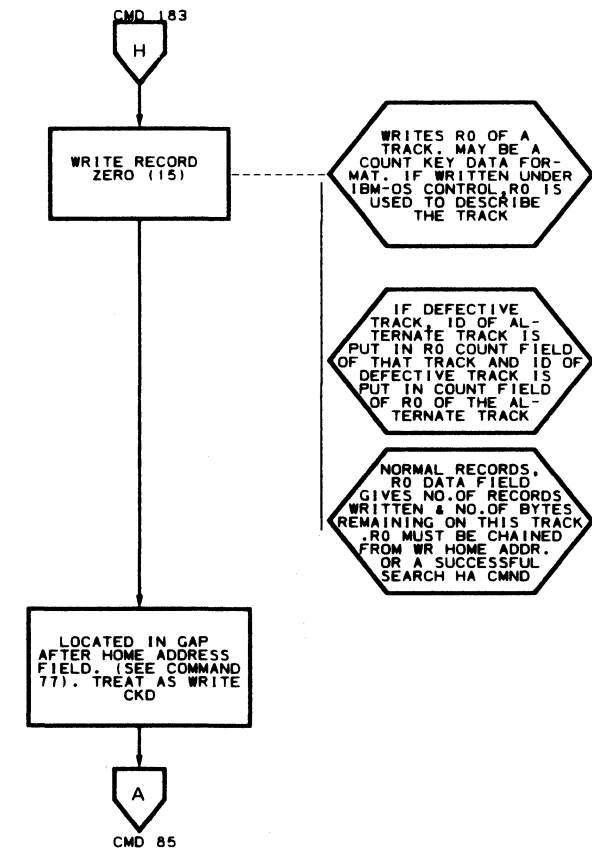 CMD 183
H
WRITE RECORD
ZERO (15)
WRITES R0 OF A
TRACK. MAY BE A
COUNT KEY DATA FOR-
MAT. IF WRITTEN UNDER
IBM-OS CONTROL,R0 IS
USED TO DESCRIBE
THE TRACK
IF DEFECTIVE
TRACK, ID OF AL-
TERNATE TRACK IS
PUT IN R0 COUNT FIELD
OF THAT TRACK AND ID OF
DEFECTIVE TRACK IS
PUT IN COUNT FIELD
OF R0 OF THE AL-
TERNATE TRACK
NORMAL RECORDS,
R0 DATA FIELD
GIVES NO.OF RECORDS
WRITTEN & NO.OF BYTES
REMAINING ON THIS TRACK
.R0 MUST BE CHAINED
FROM WR HOME ADDR.
OR A SUCCESSFUL
SEARCH HA CMND
LOCATED IN GAP
AFTER HOME ADDRESS
FIELD. (SEE COMMAND
77). TREAT AS WRITE
CKD
A
CMD 85